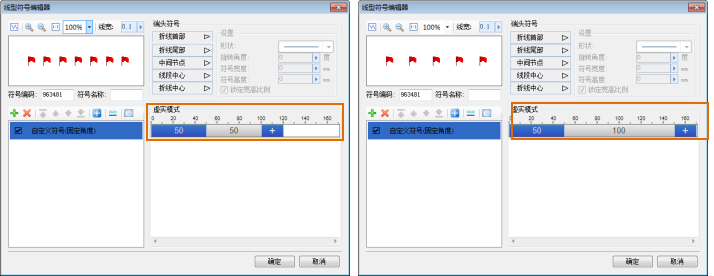 线型符号编辑器
100% 线宽: 0.1
端头符号
折线首部
折线尾部
中间节点
线段中心
折线中心
设置
形状:
旋转角度: 0 度
符号宽度: 0 mm
符号高度: 0 mm
锁定宽高比例
符号编码: 963481 符号名称:
自定义符号(固定角度)
虚实模式
0 20 40 60 80 100 120 140 160
50 50 +
确定 取消
线型符号编辑器
100% 线宽: 0.1
端头符号
折线首部
折线尾部
中间节点
线段中心
折线中心
设置
形状:
旋转角度: 0 度
符号宽度: 0 mm
符号高度: 0 mm
锁定宽高比例
符号编码: 963481 符号名称:
自定义符号(固定角度)
虚实模式
0 20 40 60 80 100 120 140 160
50 100 +
确定 取消